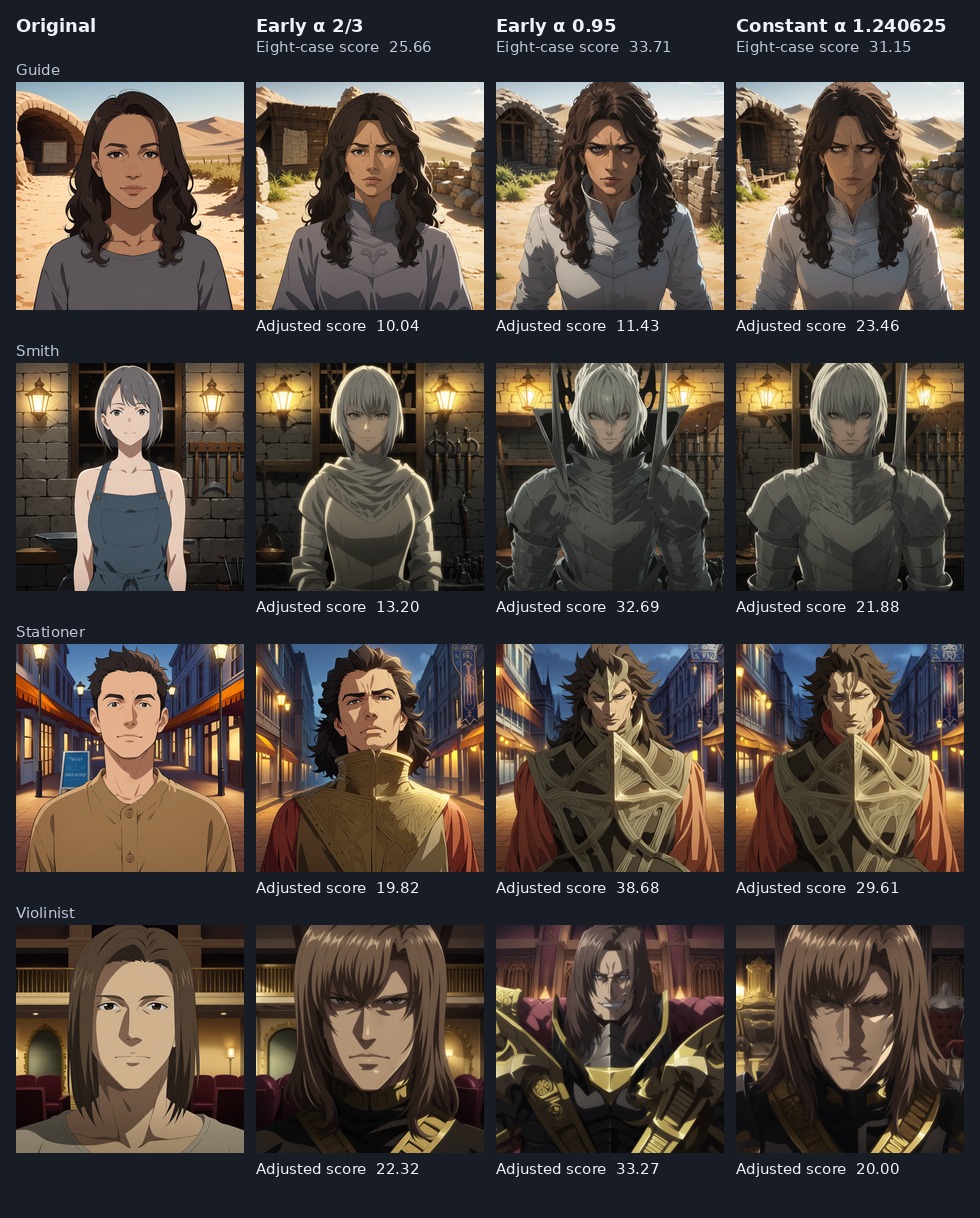 Original
Early α 2/3
Eight-case score 25.66
Early α 0.95
Eight-case score 33.71
Constant α 1.240625
Eight-case score 31.15
Guide
Adjusted score 10.04
Adjusted score 11.43
Adjusted score 23.46
Smith
Adjusted score 13.20
Adjusted score 32.69
Adjusted score 21.88
Stationer
Adjusted score 19.82
Adjusted score 38.68
Adjusted score 29.61
Violinist
Adjusted score 22.32
Adjusted score 33.27
Adjusted score 20.00